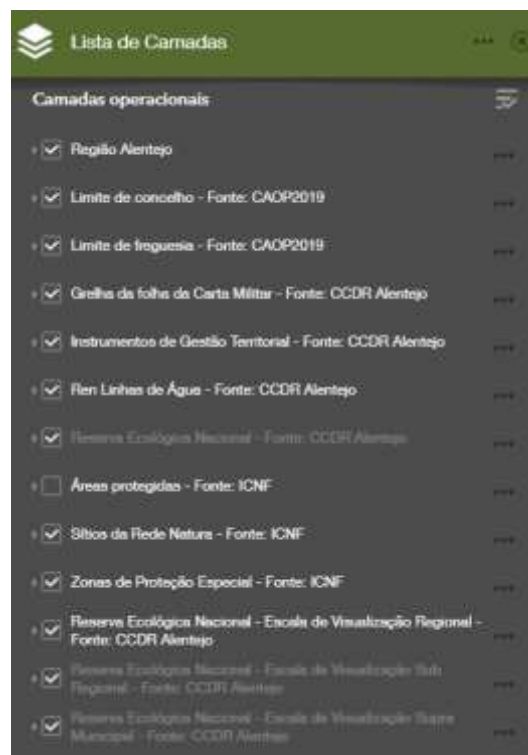 Lista de Camadas
Camadas operacionais
Região Alentejo
Limite de concelho - Fonte: CAOP2019
Limite de freguesia - Fonte: CAOP2019
Grelha da folha da Carta Militar - Fonte: CCDR Alentejo
Instrumentos de Gestão Territorial - Fonte: CCDR Alentejo
Ren Linhas de Água - Fonte: CCDR Alentejo
Reserva Ecológica Nacional - Fonte: CCDR Alentejo
Áreas protegidas - Fonte: ICNF
Sítios da Rede Natura - Fonte: ICNF
Zonas de Proteção Especial - Fonte: ICNF
Reserva Ecológica Nacional - Escala de Visualização Regional -
Fonte: CCDR Alentejo
Reserva Ecológica Nacional - Escala de Visualização Sub
Regional - Fonte: CCDR Alentejo
Reserva Ecológica Nacional - Escala de Visualização Supra
Municipal - Fonte: CCDR Alentejo